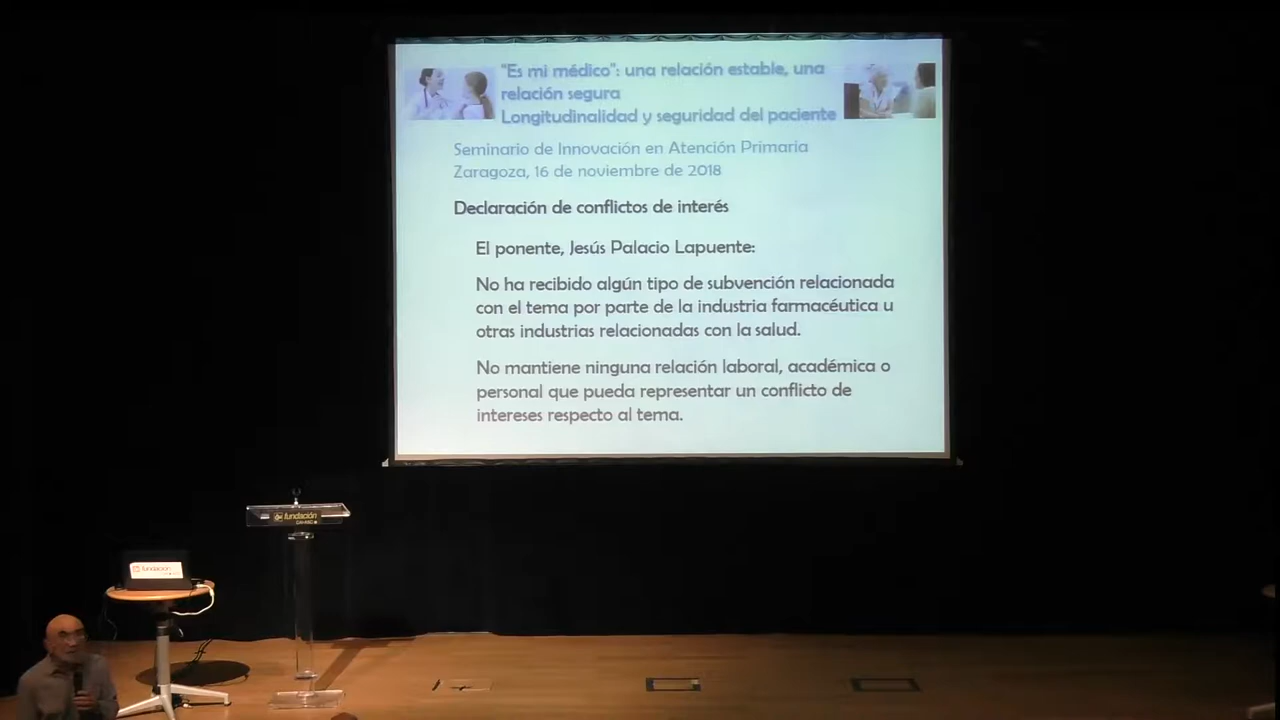 "Es mi médico": una relación estable, una
relación segura
Longitudinalidad y seguridad del paciente
Seminario de Innovación en Atención Primaria
Zaragoza, 16 de noviembre de 2018
Declaración de conflictos de interés
El ponente, Jesús Palacio Lapuente:
No ha recibido algún tipo de subvención relacionada
con el tema por parte de la industria farmacéutica u
otras industrias relacionadas con la salud.
No mantiene ninguna relación laboral, académica o
personal que pueda representar un conflicto de
intereses respecto al tema.
fundación
fundación